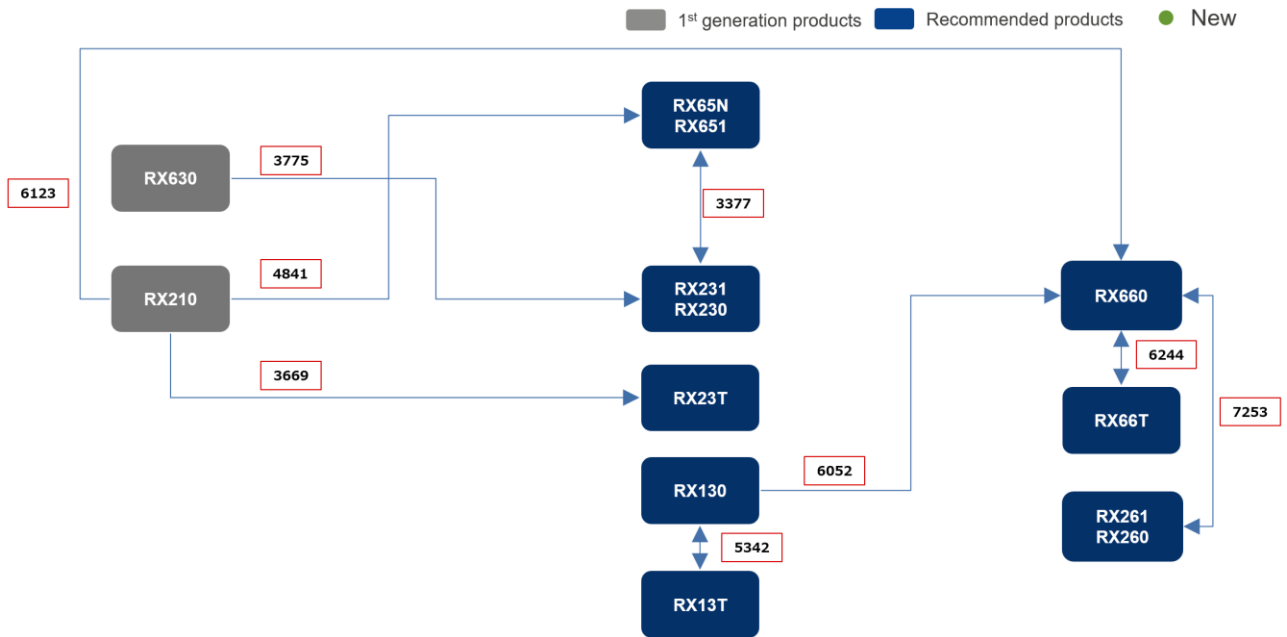 1st generation products
Recommended products
New
RX65N
RX651
RX630
3775
6123
3377
RX210
4841
RX231
RX230
RX660
6244
3669
RX23T
RX66T
7253
RX130
6052
RX261
RX260
5342
RX13T